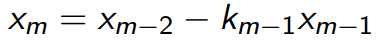 x_m = x_{m−2} − k_{m−1}x_{m−1}